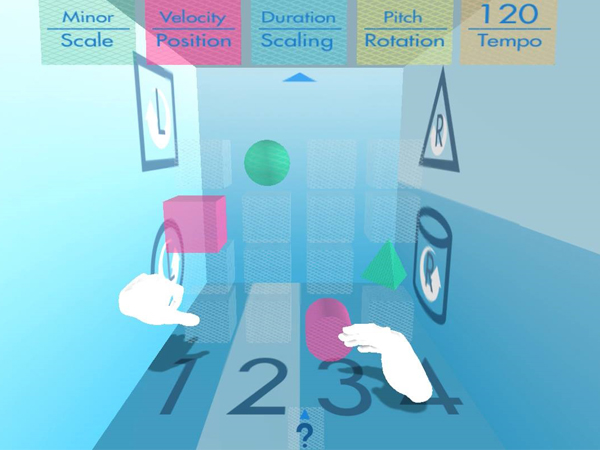 Minor
Scale
Velocity
Position
Duration
Scaling
Pitch
Rotation
120
Tempo
L
R
L
R
1
2
3
4
?